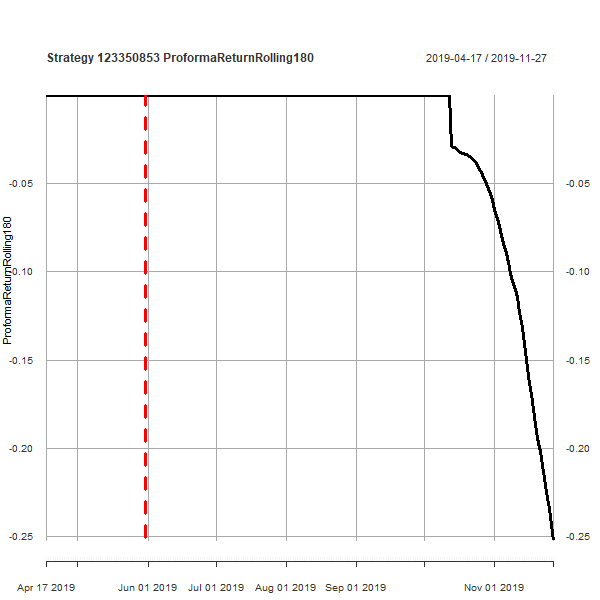 Strategy 123350853 ProformaReturnRolling180
2019-04-17 / 2019-11-27
ProformaReturnRolling180
-0.05
-0.10
-0.15
-0.20
-0.25
-0.05
-0.10
-0.15
-0.20
-0.25
Apr 17 2019
Jun 01 2019
Jul 01 2019
Aug 01 2019
Sep 01 2019
Nov 01 2019